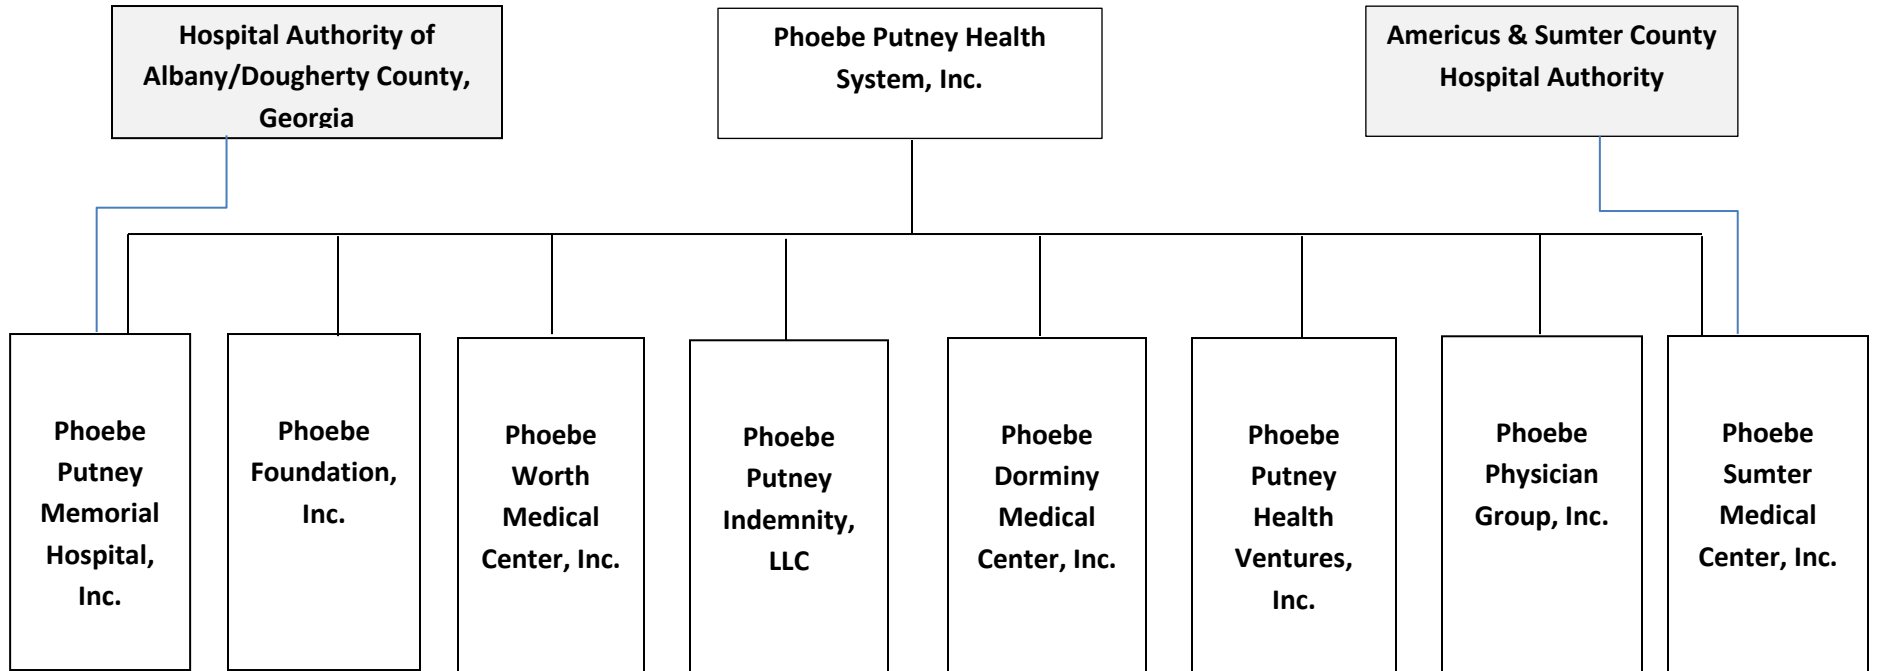 Hospital Authority of
Albany/Dougherty County,
Georgia
Phoebe Putney Health
System, Inc.
Americus & Sumter County
Hospital Authority
Phoebe
Putney
Memorial
Hospital,
Inc.
Phoebe
Foundation,
Inc.
Phoebe
Worth
Medical
Center, Inc.
Phoebe
Putney
Indemnity,
LLC
Phoebe
Dorminy
Medical
Center, Inc.
Phoebe
Putney
Health
Ventures,
Inc.
Phoebe
Physician
Group, Inc.
Phoebe
Sumter
Medical
Center, Inc.